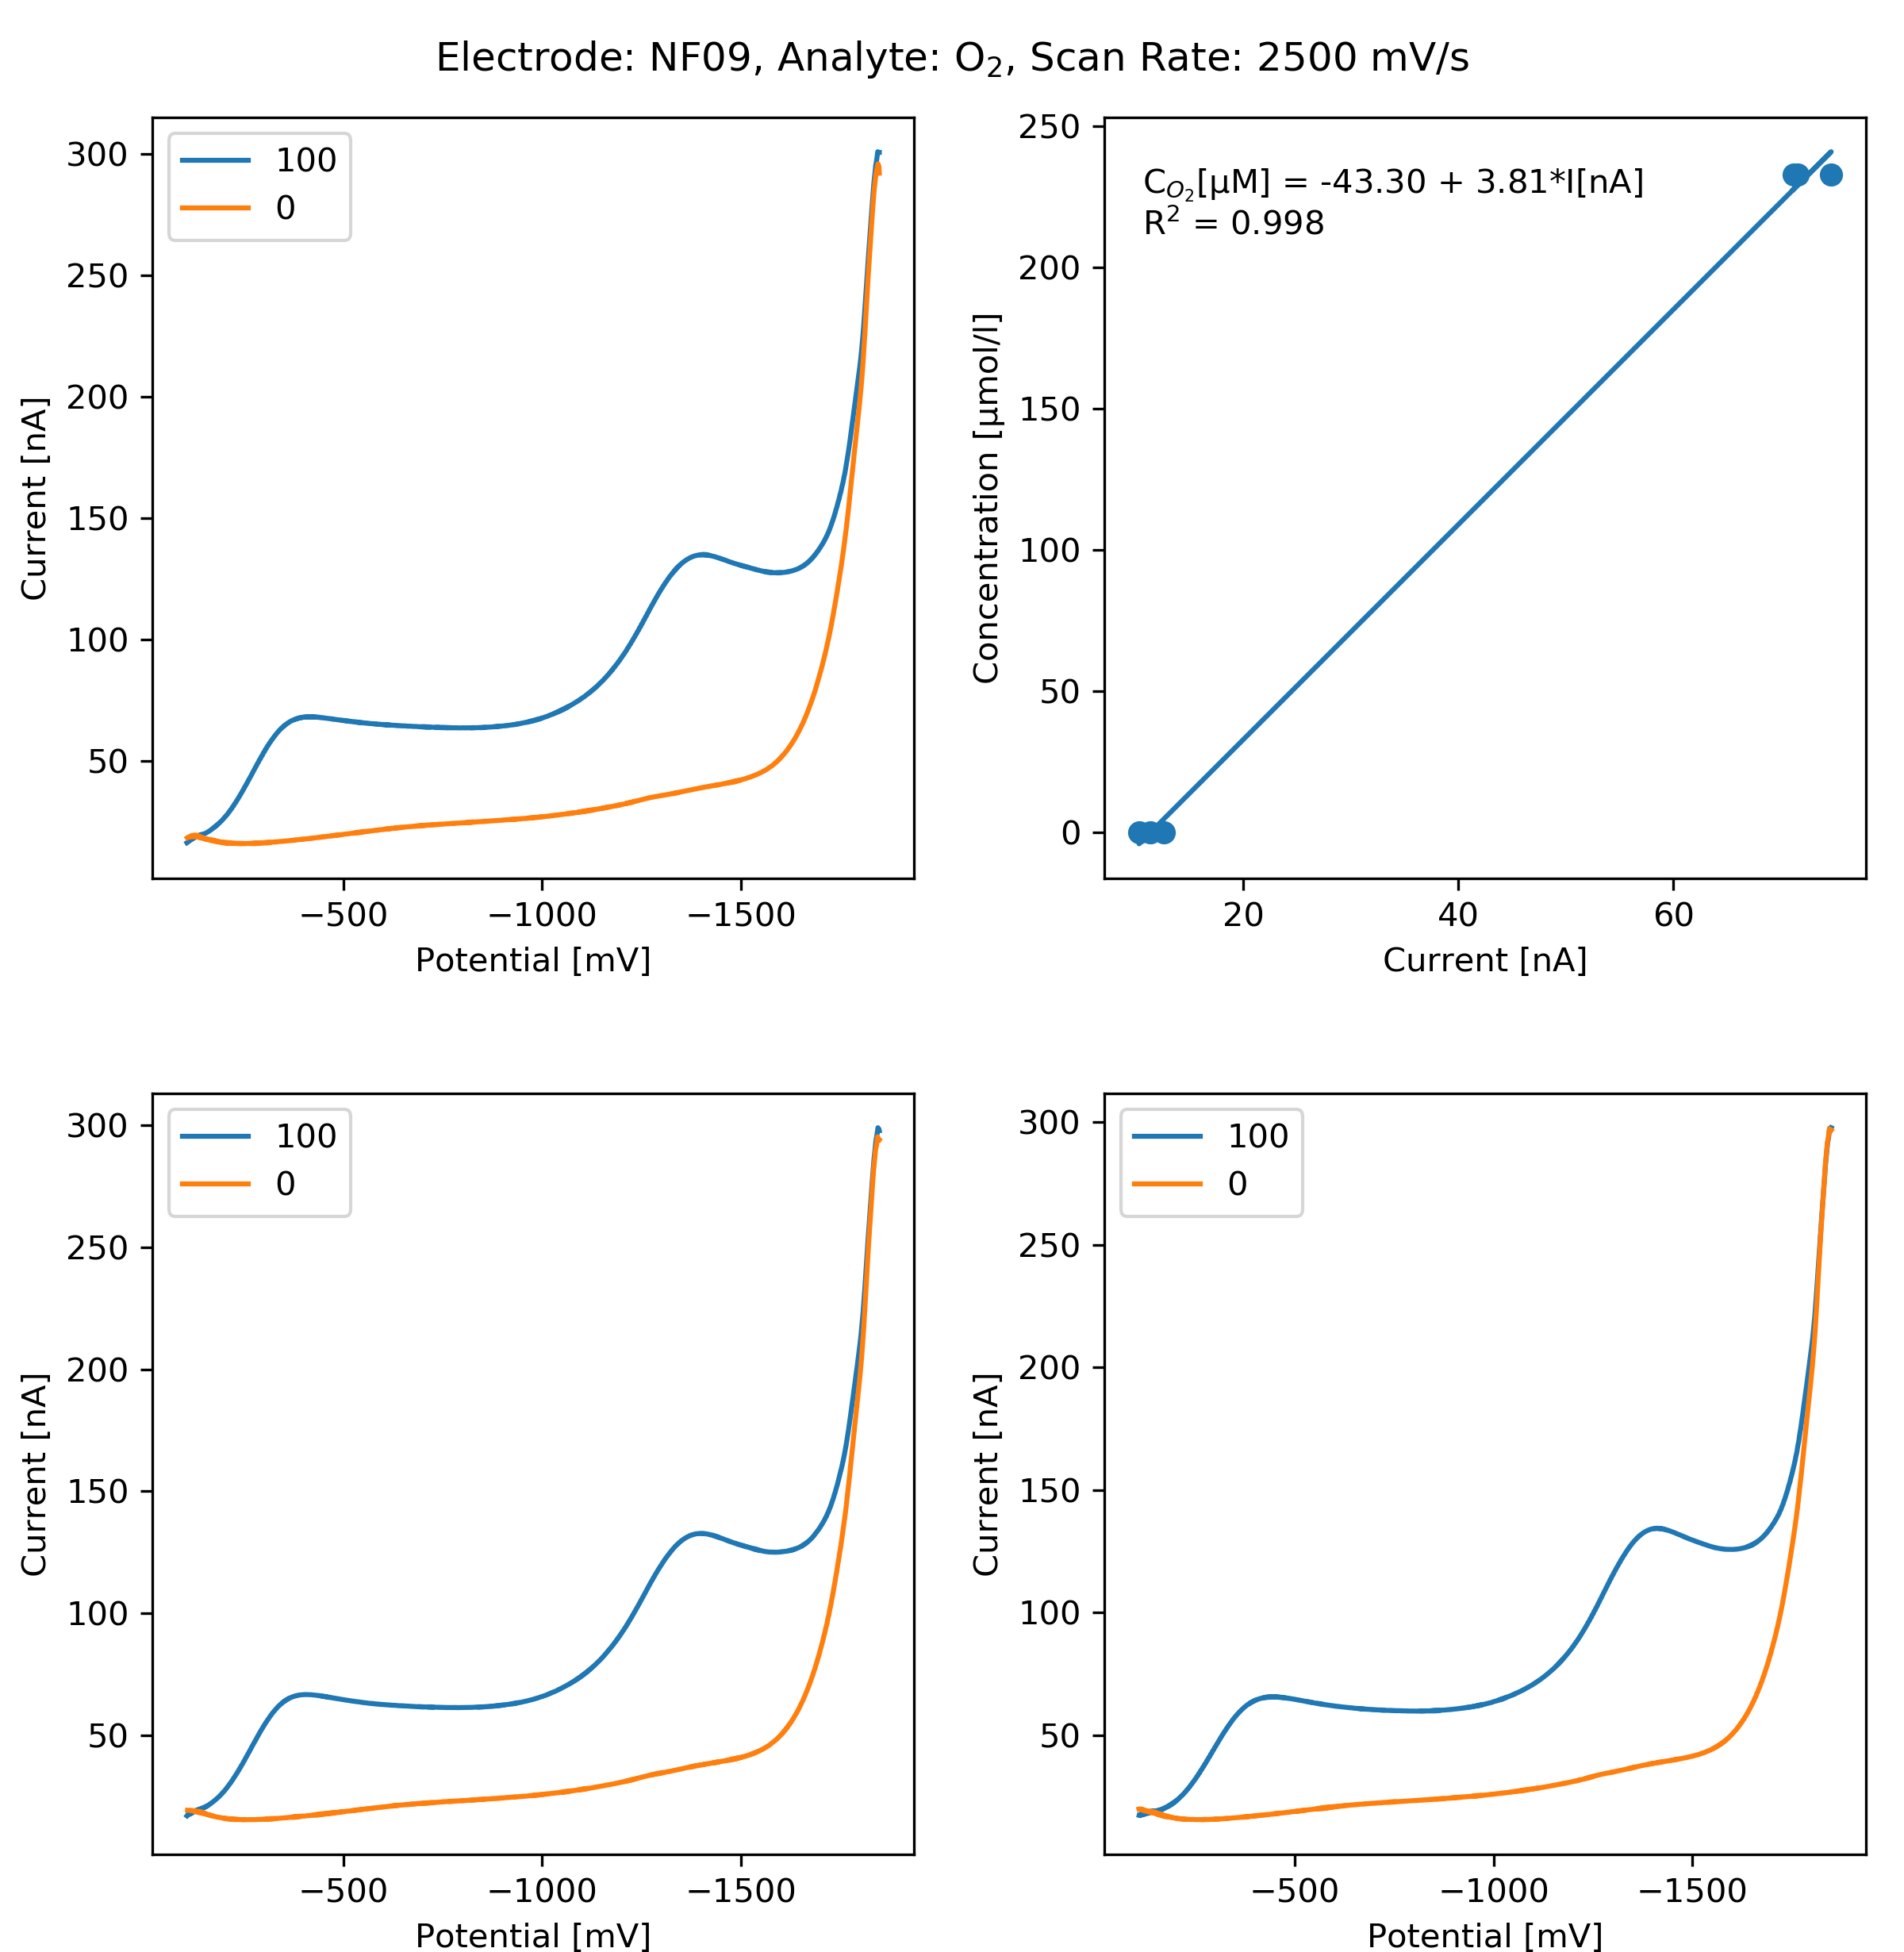 Electrode: NF09, Analyte: O₂, Scan Rate: 2500 mV/s
100
0
300
250
200
150
100
50
Current [nA]
−500 −1000 −1500
Potential [mV]
C_{O₂}[µM] = -43.30 + 3.81*I[nA]
R² = 0.998
250
200
150
100
50
0
Concentration [µmol/l]
20 40 60
Current [nA]
100
0
300
250
200
150
100
50
Current [nA]
−500 −1000 −1500
Potential [mV]
100
0
300
250
200
150
100
50
Current [nA]
−500 −1000 −1500
Potential [mV]